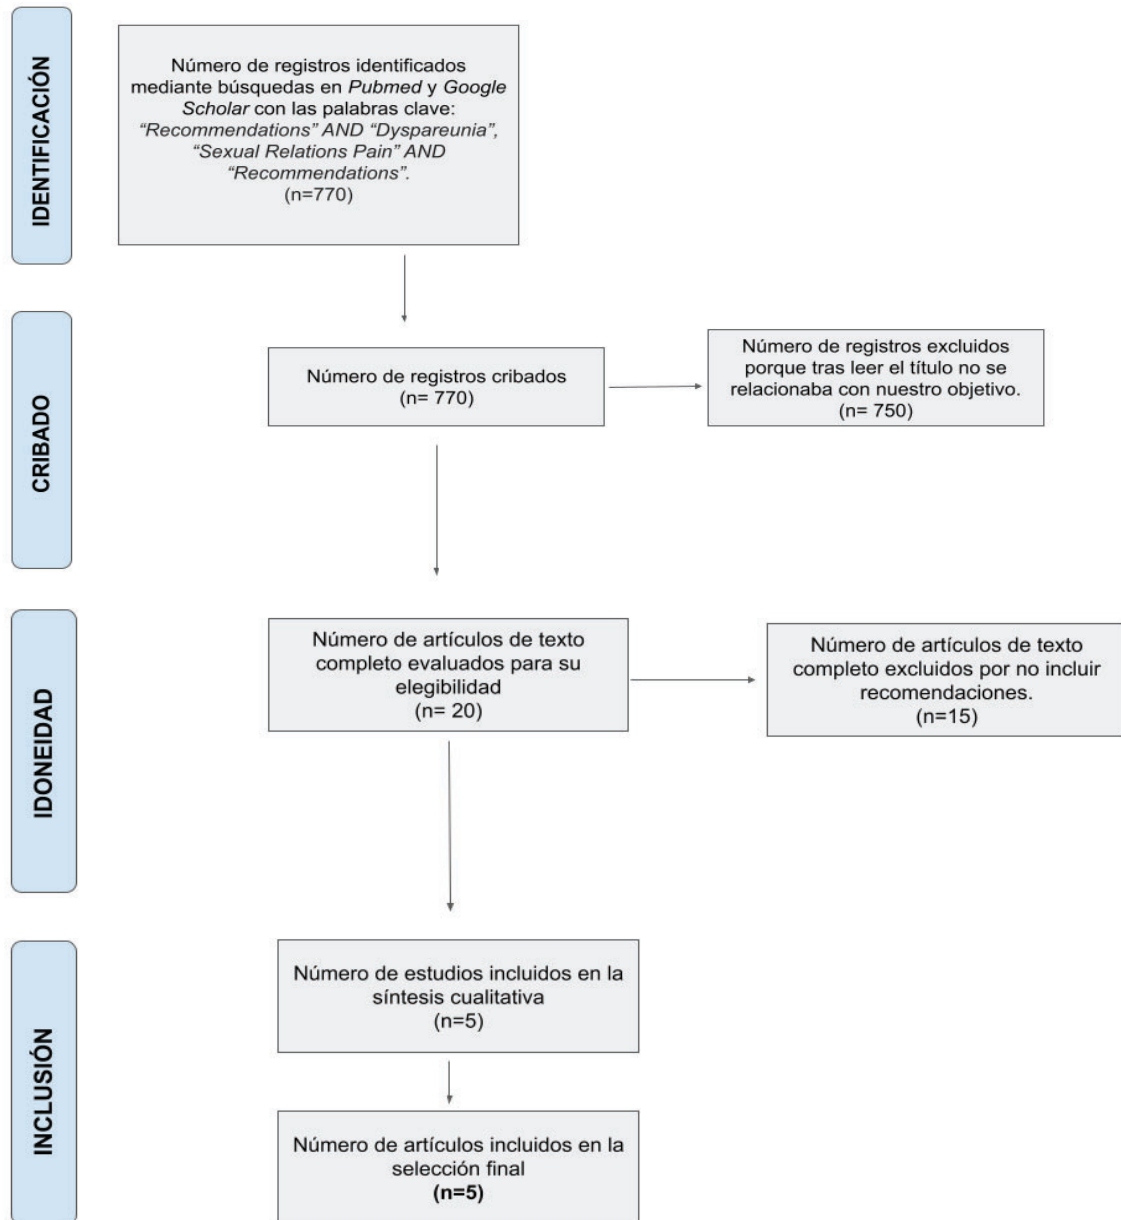 IDENTIFICACIÓN
Número de registros identificados
mediante búsquedas en Pubmed y Google
Scholar con las palabras clave:
“Recommendations” AND “Dyspareunia”,
“Sexual Relations Pain” AND
“Recommendations”.
(n=770)
CRIBADO
Número de registros cribados
(n= 770)
Número de registros excluidos
porque tras leer el título no se
relacionaba con nuestro objetivo.
(n= 750)
IDONEIDAD
Número de artículos de texto
completo evaluados para su
elegibilidad
(n= 20)
Número de artículos de texto
completo excluidos por no incluir
recomendaciones.
(n=15)
INCLUSIÓN
Número de estudios incluidos en la
síntesis cualitativa
(n=5)
Número de artículos incluidos en la
selección final
(n=5)